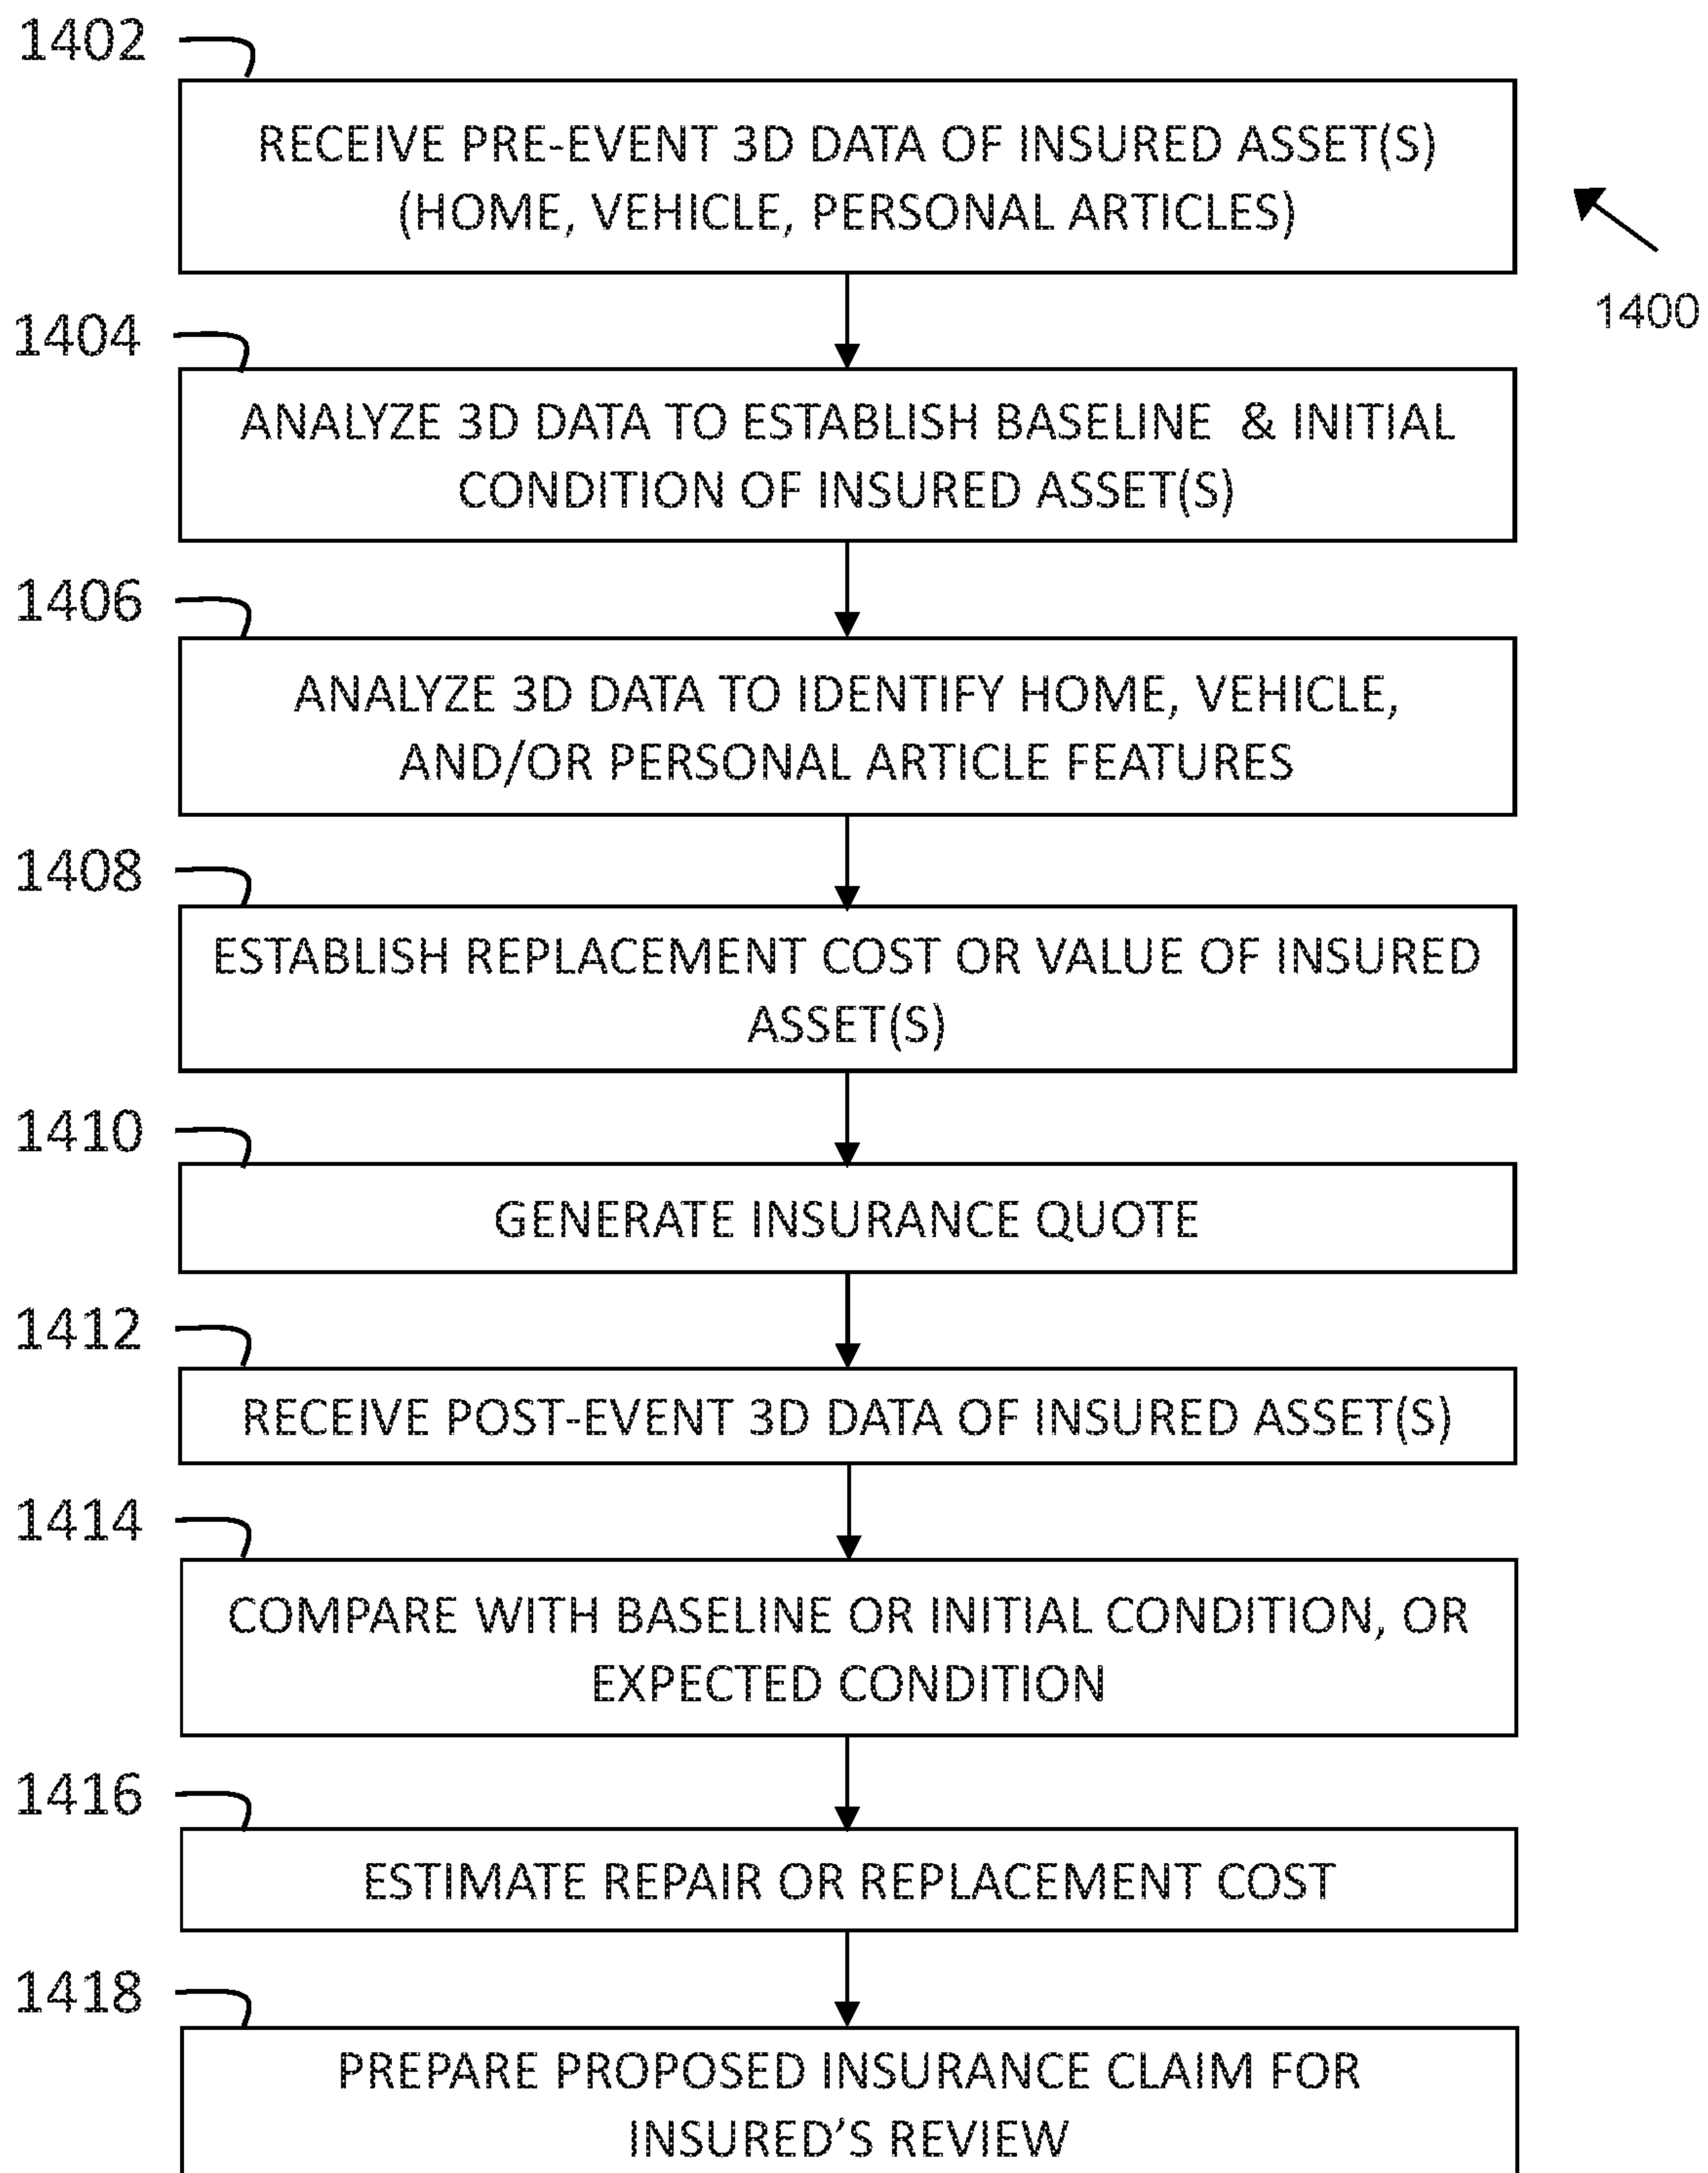 1402
RECEIVE PRE-EVENT 3D DATA OF INSURED ASSET(S)
(HOME, VEHICLE, PERSONAL ARTICLES)
1400
1404
ANALYZE 3D DATA TO ESTABLISH BASELINE & INITIAL
CONDITION OF INSURED ASSET(S)
1406
ANALYZE 3D DATA TO IDENTIFY HOME, VEHICLE,
AND/OR PERSONAL ARTICLE FEATURES
1408
ESTABLISH REPLACEMENT COST OR VALUE OF INSURED
ASSET(S)
1410
GENERATE INSURANCE QUOTE
1412
RECEIVE POST-EVENT 3D DATA OF INSURED ASSET(S)
1414
COMPARE WITH BASELINE OR INITIAL CONDITION, OR
EXPECTED CONDITION
1416
ESTIMATE REPAIR OR REPLACEMENT COST
1418
PREPARE PROPOSED INSURANCE CLAIM FOR
INSURED'S REVIEW